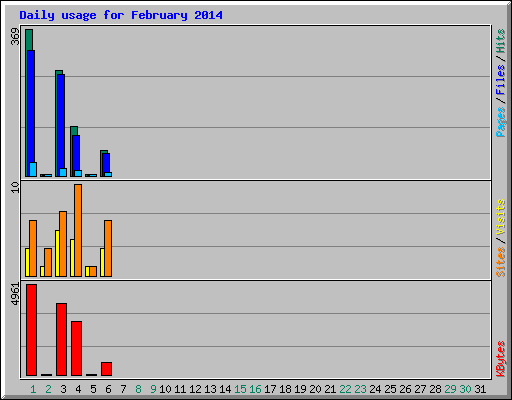 Daily usage for February 2014
369
Pages / Files / Hits
10
Sites / Visits
4961
KBytes
1 2 3 4 5 6 7 8 9 10 11 12 13 14 15 16 17 18 19 20 21 22 23 24 25 26 27 28 29 30 31